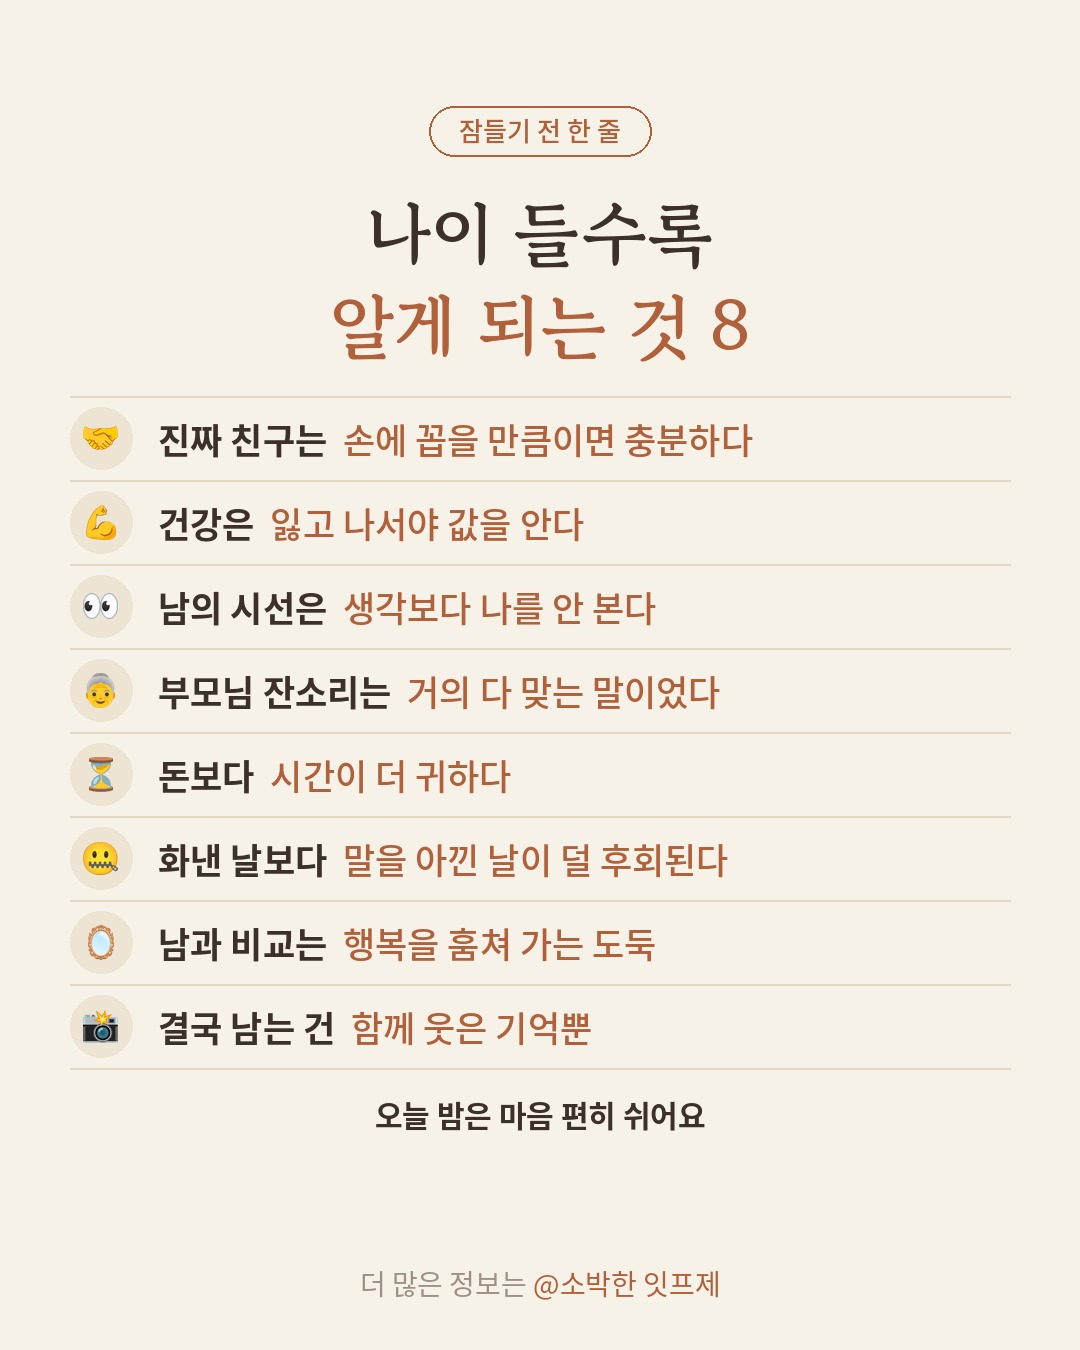 잠들기 전 한 줄
나이 들수록
알게 되는 것 8
진짜 친구는 손에 꼽을 만큼이면 충분하다
건강은 잃고 나서야 값을 안다
남의 시선은 생각보다 나를 안 본다
부모님 잔소리는 거의 다 맞는 말이었다
돈보다 시간이 더 귀하다
화낸 날보다 말을 아낀 날이 덜 후회된다
남과 비교는 행복을 훔쳐 가는 도둑
결국 남는 건 함께 웃은 기억뿐
오늘 밤은 마음 편히 쉬어요
더 많은 정보는 @소박한 잇프제